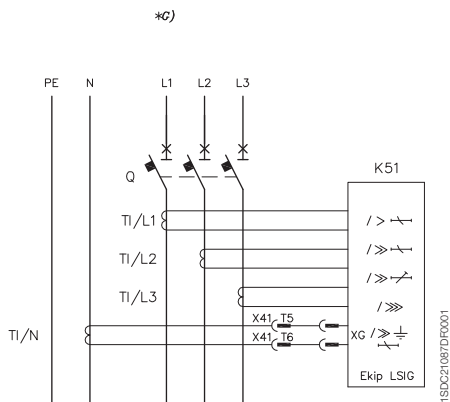 *G)
PE N L1 L2 L3
Q
K51
TI/L1
TI/L2
TI/L3
X41 T5
TI/N
X41 T6
XG
I >
I >>
I >>
I >>>
I >>
Ekip LSIG
1SDC21087DF0001